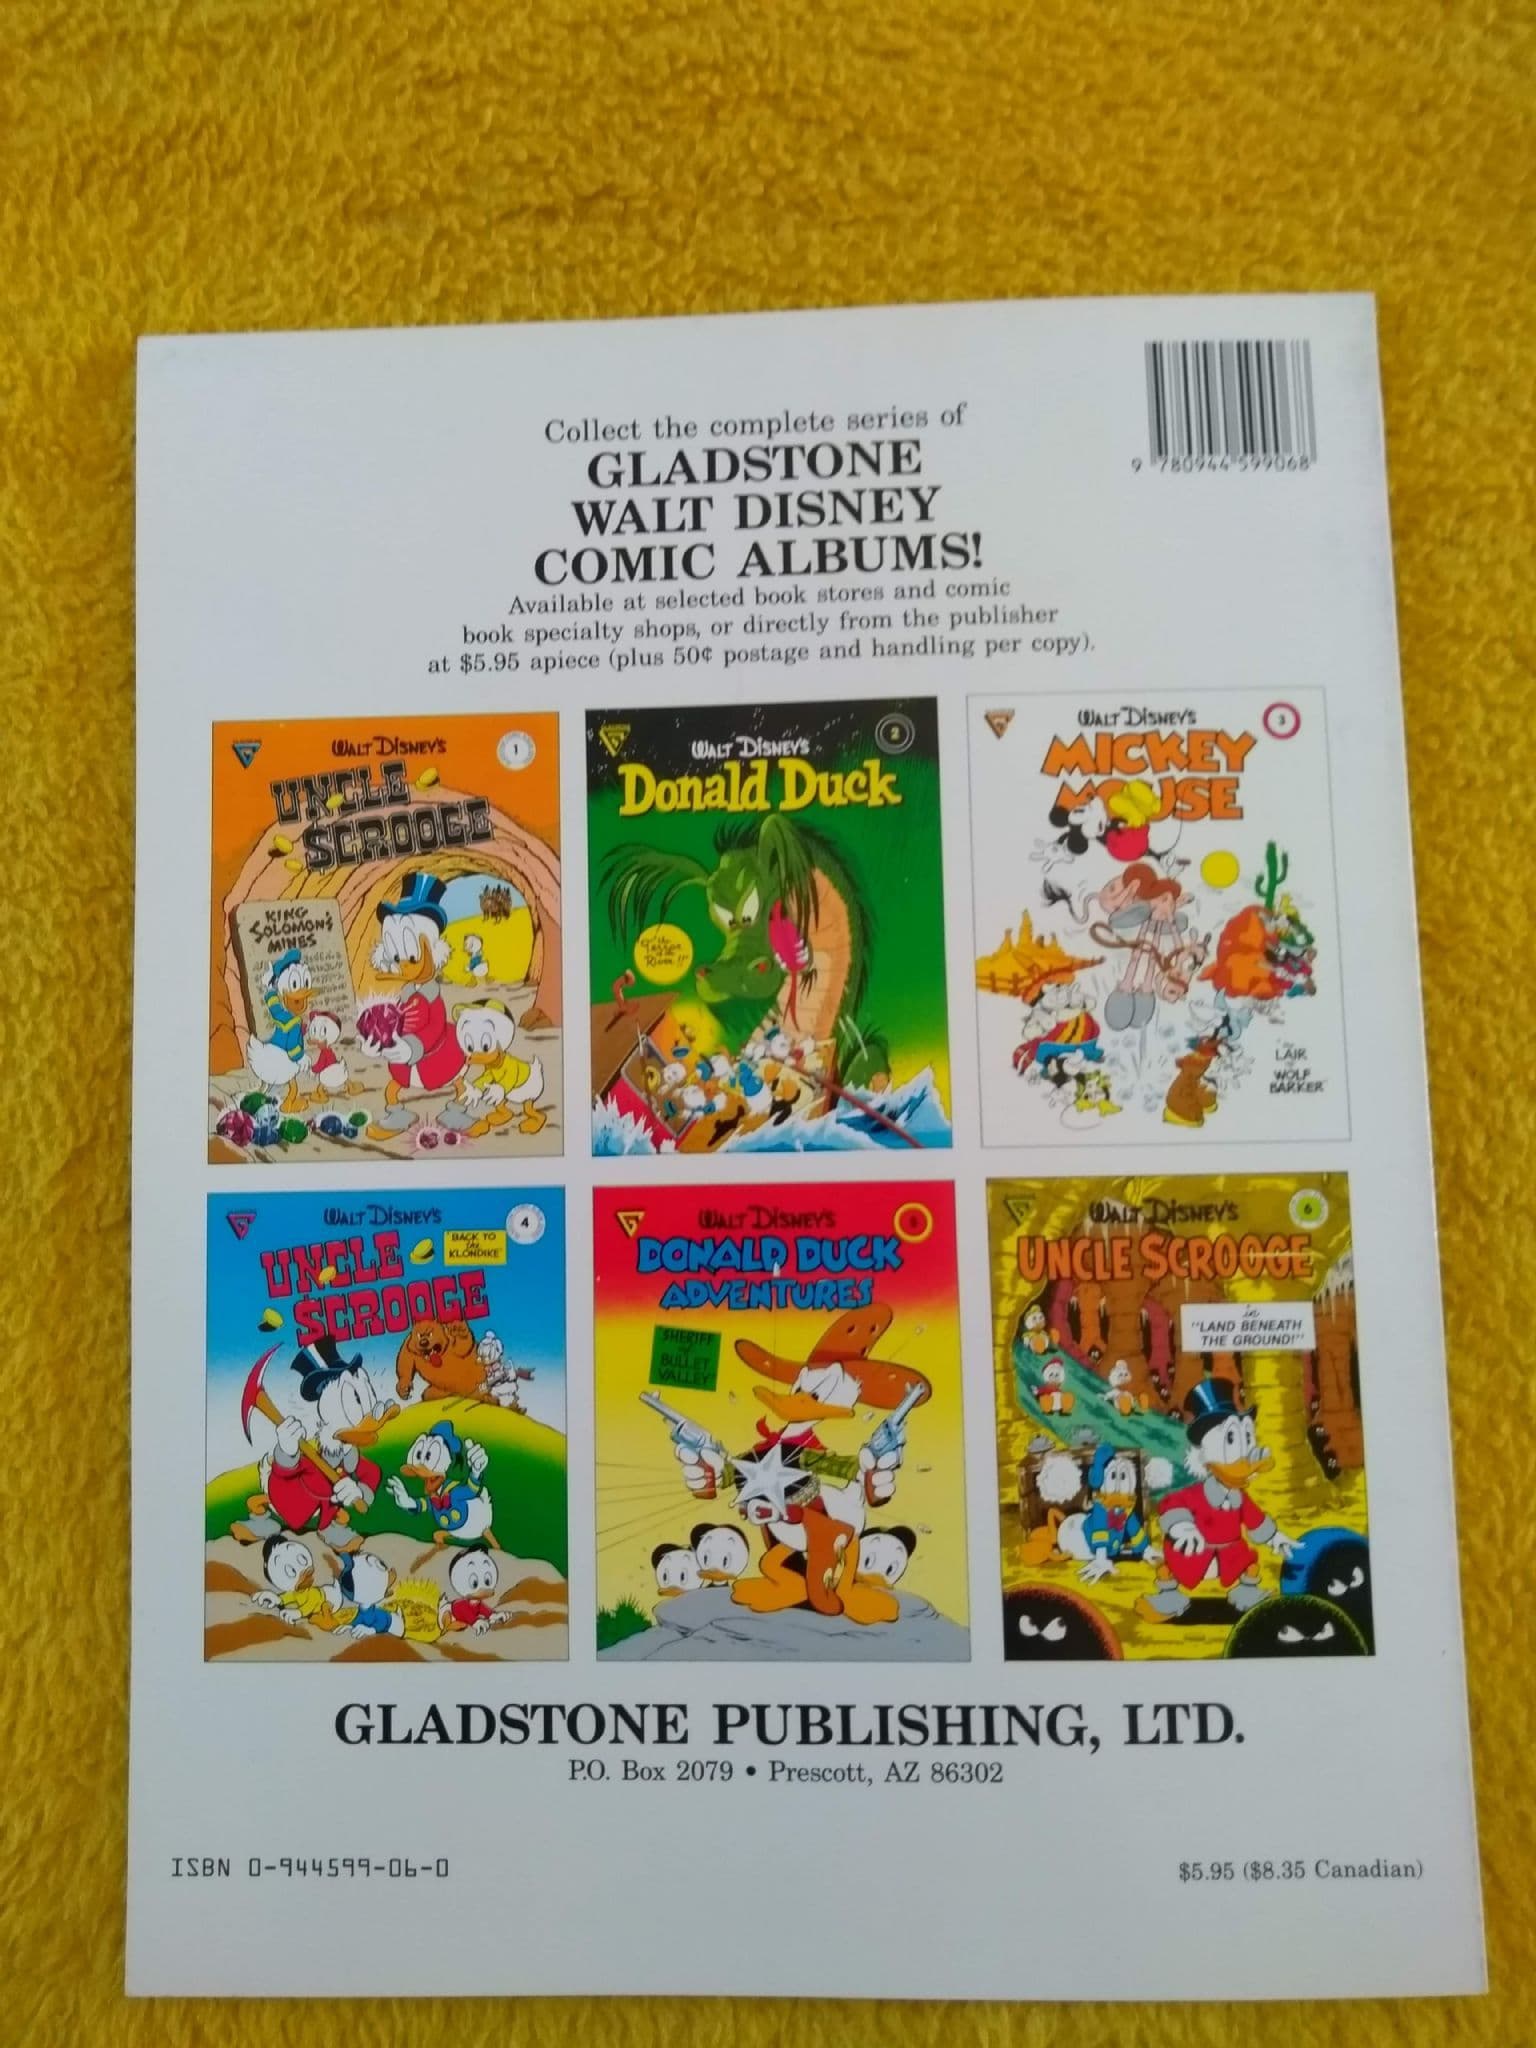 Collect the complete series of
GLADSTONE
WALT DISNEY
COMIC ALBUMS!
Available at selected book stores and comic
book specialty shops, or directly from the publisher
at $5.95 apiece (plus 50¢ postage and handling per copy).
9 780944 599068
WALT DISNEY'S
1
UNCLE
$CROOGE
KING
SOLOMON'S
MINES
WALT DISNEY'S
2
Donald Duck
WALT DISNEY'S
3
MICKEY
MOUSE
LAIR
WOLF
BARKER
WALT DISNEY'S
4
"BACK TO
the
KLONDIKE"
UNCLE
$CROOGE
WALT DISNEY'S
5
DONALD DUCK
ADVENTURES
SHERIFF
of
BULLET
VALLEY
WALT DISNEY'S
6
UNCLE $CROOGE
in
"LAND BENEATH
THE GROUND!"
GLADSTONE PUBLISHING, LTD.
P.O. Box 2079 • Prescott, AZ 86302
ISBN 0-944599-06-0
$5.95 ($8.35 Canadian)